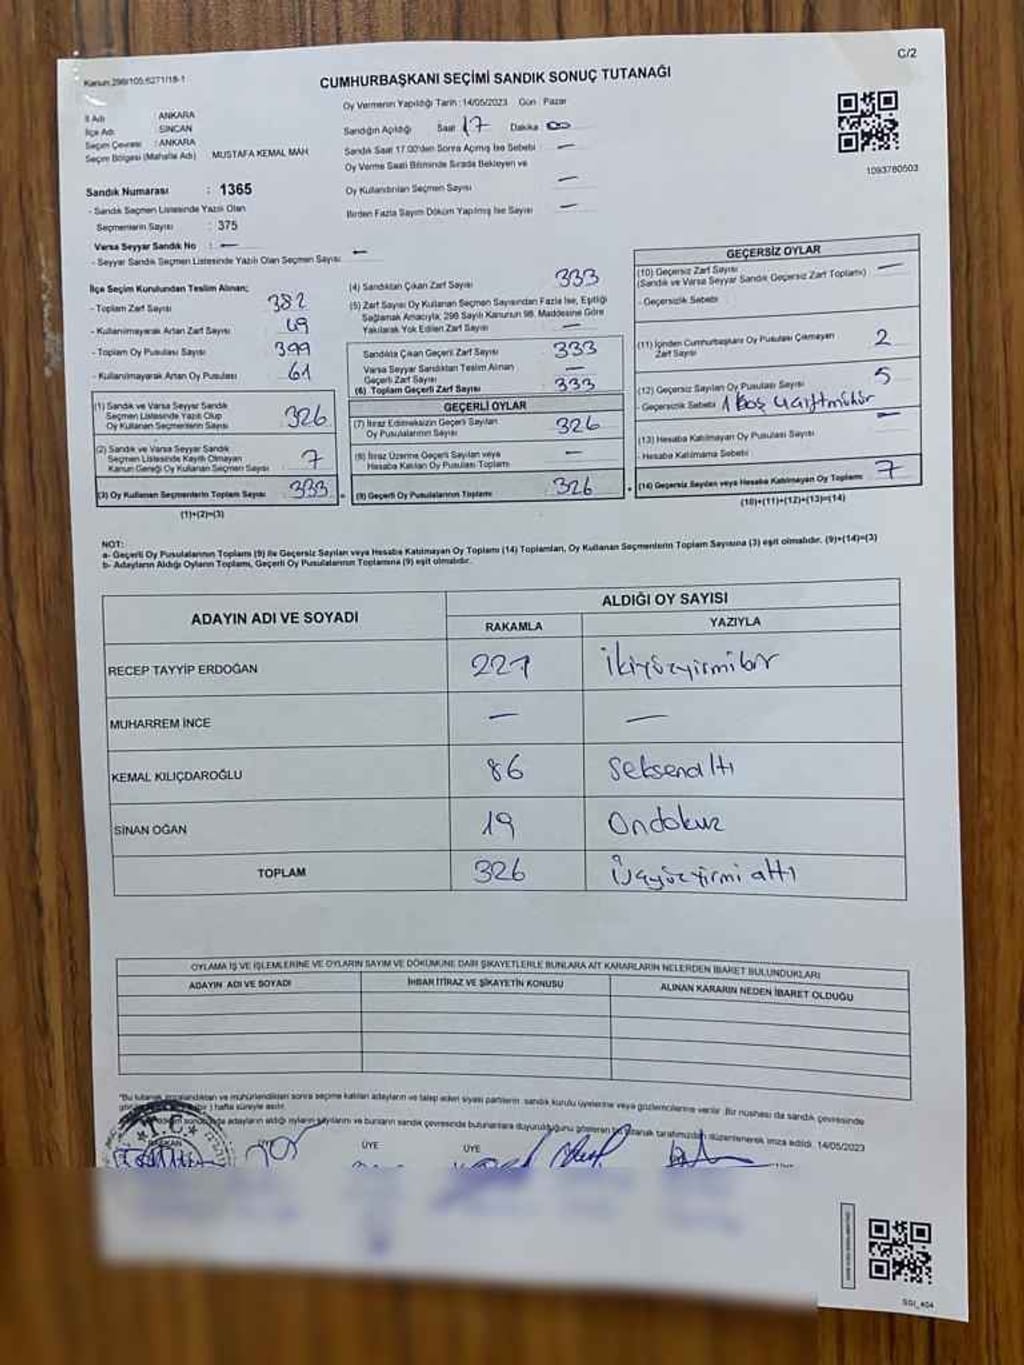 Kanun 298/105;6271/18-1
C/2
CUMHURBAŞKANI SEÇİMİ SANDIK SONUÇ TUTANAĞI
Oy Vermenin Yapıldığı Tarih : 14/05/2023 Gün : Pazar
İl Adı : ANKARA
İlçe Adı : SİNCAN
Seçim Çevresi : ANKARA
Seçim Bölgesi (Mahalle Adı) MUSTAFA KEMAL MAH
Sandığın Açıldığı Saat 17 Dakika 00
Sandık Saat 17.00'den Sonra Açılmış İse Sebebi : —
Oy Verme Saati Bitiminde Sırada Bekleyen ve
Oy Kullandırılan Seçmen Sayısı —
Birden Fazla Sayım Döküm Yapılmış İse Sayısı —
1093780503
Sandık Numarası : 1365
- Sandık Seçmen Listesinde Yazılı Olan
Seçmenlerin Sayısı : 375
Varsa Seyyar Sandık No : —
- Seyyar Sandık Seçmen Listesinde Yazılı Olan Seçmen Sayısı: —
İlçe Seçim Kurulundan Teslim Alınan;
- Toplam Zarf Sayısı 382
- Kullanılmayarak Artan Zarf Sayısı 49
- Toplam Oy Pusulası Sayısı 399
- Kullanılmayarak Artan Oy Pusulası 61
(1) Sandık ve Varsa Seyyar Sandık
Seçmen Listesinde Yazılı Olup
Oy Kullanan Seçmenlerin Sayısı 326
(2) Sandık ve Varsa Seyyar Sandık
Seçmen Listesinde Kayıtlı Olmayan
Kanun Gereği Oy Kullanan Seçmen Sayısı 7
(3) Oy Kullanan Seçmenlerin Toplam Sayısı 333
(1)+(2)=(3)
(4) Sandıktan Çıkan Zarf Sayısı 333
(5) Zarf Sayısı Oy Kullanan Seçmen Sayısından Fazla İse, Eşitliği
Sağlamak Amacıyla; 298 Sayılı Kanunun 98. Maddesine Göre
Yakılarak Yok Edilen Zarf Sayısı —
Sandıkta Çıkan Geçerli Zarf Sayısı 333
Varsa Seyyar Sandıktan Teslim Alınan
Geçerli Zarf Sayısı —
(6) Toplam Geçerli Zarf Sayısı 333
GEÇERLİ OYLAR
(7) İtiraz Edilmeksizin Geçerli Sayılan
Oy Pusulalarının Sayısı 326
(8) İtiraz Üzerine Geçerli Sayılan veya
Hesaba Katılan Oy Pusulası Toplamı —
(9) Geçerli Oy Pusulalarının Toplamı 326
GEÇERSİZ OYLAR
(10) Geçersiz Zarf Sayısı
(Sandık ve Varsa Seyyar Sandık Geçersiz Zarf Toplamı) —
- Geçersizlik Sebebi
(11) İçinden Cumhurbaşkanı Oy Pusulası Çıkmayan
Zarf Sayısı 2
(12) Geçersiz Sayılan Oy Pusulası Sayısı 5
- Geçersizlik Sebebi 1 Boş 4 çift mühür
(13) Hesaba Katılmayan Oy Pusulası Sayısı —
- Hesaba Katılmama Sebebi
(14) Geçersiz Sayılan veya Hesaba Katılmayan Oy Toplamı 7
(10)+(11)+(12)+(13)=(14)
NOT:
a- Geçerli Oy Pusulalarının Toplamı (9) ile Geçersiz Sayılan veya Hesaba Katılmayan Oy Toplamı (14) Toplamları, Oy Kullanan Seçmenlerin Toplam Sayısına (3) eşit olmalıdır. (9)+(14)=(3)
b- Adayların Aldığı Oyların Toplamı, Geçerli Oy Pusulalarının Toplamına (9) eşit olmalıdır.
ADAYIN ADI VE SOYADI
ALDIĞI OY SAYISI
RAKAMLA YAZIYLA
RECEP TAYYİP ERDOĞAN 221 ikiyüzyirmibir
MUHARREM İNCE — —
KEMAL KILIÇDAROĞLU 86 Seksenaltı
SİNAN OĞAN 19 Ondokuz
TOPLAM 326 Üçyüzyirmi altı
OYLAMA İŞ VE İŞLEMLERİNE VE OYLARIN SAYIM VE DÖKÜMÜNE DAİR ŞİKAYETLERLE BUNLARA AİT KARARLARIN NELERDEN İBARET BULUNDUKLARI
ADAYIN ADI VE SOYADI İHBAR İTİRAZ VE ŞİKAYETİN KONUSU ALINAN KARARIN NEDEN İBARET OLDUĞU
mühürlendikten sonra seçime katılan adayların ve talep eden siyasi partilerin sandık kurulu üyelerine veya gözlemcilerine verilir. Bir nüshası da sandık çevresinde
) hafta süreyle asılır.
adayların aldığı oyların sayılarını ve bunların sandık çevresinde bulunanlara duyurulduğunu gösteren tutanak tarafımızdan düzenlenerek imza edildi. 14/05/2023
T.C.
BAŞKAN ÜYE ÜYE ÜYE
SGI_404